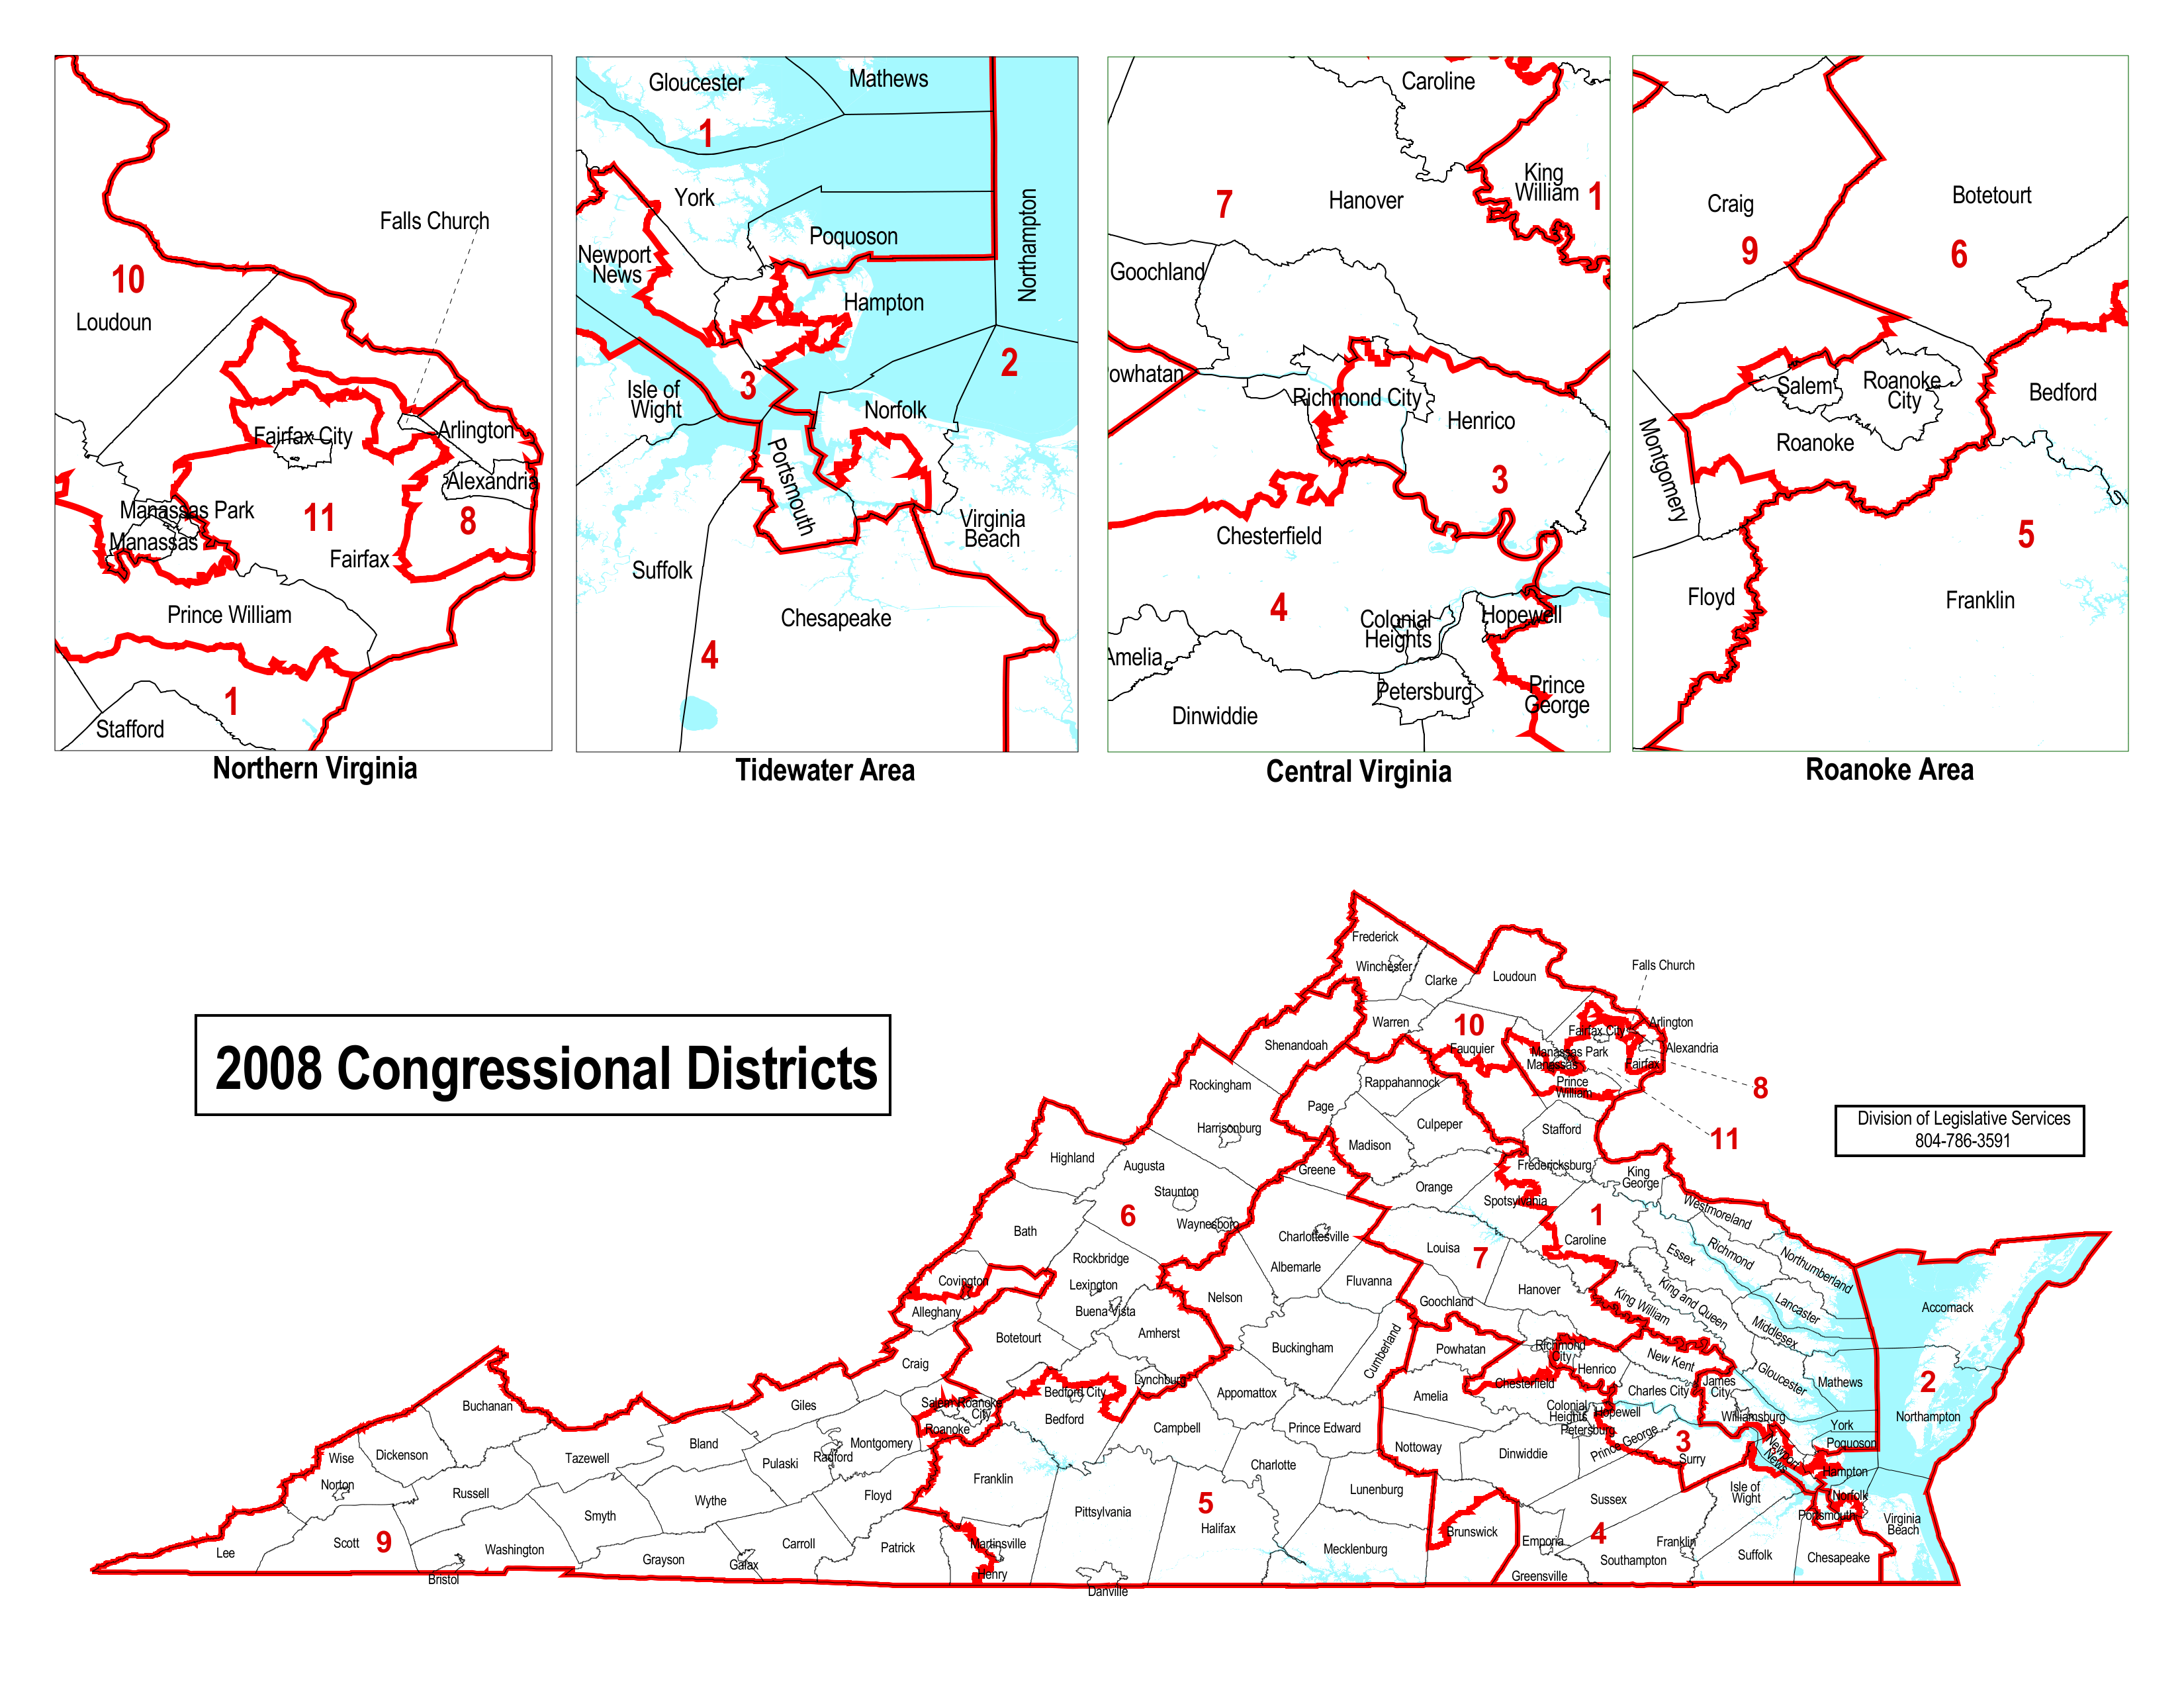 Falls Church
10
Loudoun
Fairfax City
Arlington
Alexandria
Manassas Park
Manassas
11
8
Fairfax
Prince William
1
Stafford
Northern Virginia
Gloucester
Mathews
1
York
Northampton
Poquoson
Newport
News
Hampton
2
3
Isle of
Wight
Norfolk
Portsmouth
Virginia
Beach
Suffolk
Chesapeake
4
Tidewater Area
Caroline
King
William
1
7
Hanover
Goochland
owhatan
Richmond City
Henrico
3
Chesterfield
4
Colonial
Heights
Hopewell
Amelia
Petersburg
Prince
George
Dinwiddie
Central Virginia
Craig
Botetourt
9
6
Salem
Roanoke
City
Bedford
Roanoke
Montgomery
5
Floyd
Franklin
Roanoke Area
2008 Congressional Districts
Division of Legislative Services
804-786-3591
Frederick
Winchester
Clarke
Loudoun
Falls Church
Warren
10
Fauquier
Fairfax City
Arlington
Alexandria
Manassas Park
Manassas
Fairfax
Prince
William
8
11
Shenandoah
Rockingham
Rappahannock
Page
Culpeper
Stafford
Harrisonburg
Madison
Highland
Augusta
Greene
Fredericksburg
King
George
Staunton
Orange
Spotsylvania
Westmoreland
6
Waynesboro
1
Bath
Charlottesville
Caroline
Essex
Richmond
Northumberland
Rockbridge
Louisa
7
Albemarle
Covington
Lexington
Fluvanna
Hanover
King and Queen
Lancaster
Alleghany
Buena Vista
Nelson
Goochland
King William
Accomack
Botetourt
Amherst
Buckingham
Cumberland
Middlesex
Craig
Powhatan
Richmond
City
Henrico
New Kent
Gloucester
Mathews
2
Lynchburg
Bedford City
Appomattox
Amelia
Chesterfield
Charles City
James
City
Buchanan
Giles
Salem
Roanoke
City
Bedford
Colonial
Heights
Hopewell
Williamsburg
Northampton
Roanoke
Campbell
Prince Edward
Petersburg
Prince George
3
York
Poquoson
Wise
Dickenson
Tazewell
Bland
Montgomery
Nottoway
Dinwiddie
Surry
Newport
News
Hampton
Pulaski
Radford
Charlotte
Norton
Russell
Franklin
Lunenburg
Isle of
Wight
Norfolk
Wythe
Floyd
Pittsylvania
5
Sussex
Portsmouth
Smyth
Halifax
Brunswick
4
Virginia
Beach
Scott
9
Washington
Carroll
Patrick
Martinsville
Mecklenburg
Emporia
Franklin
Suffolk
Chesapeake
Lee
Grayson
Galax
Southampton
Bristol
Henry
Danville
Greensville